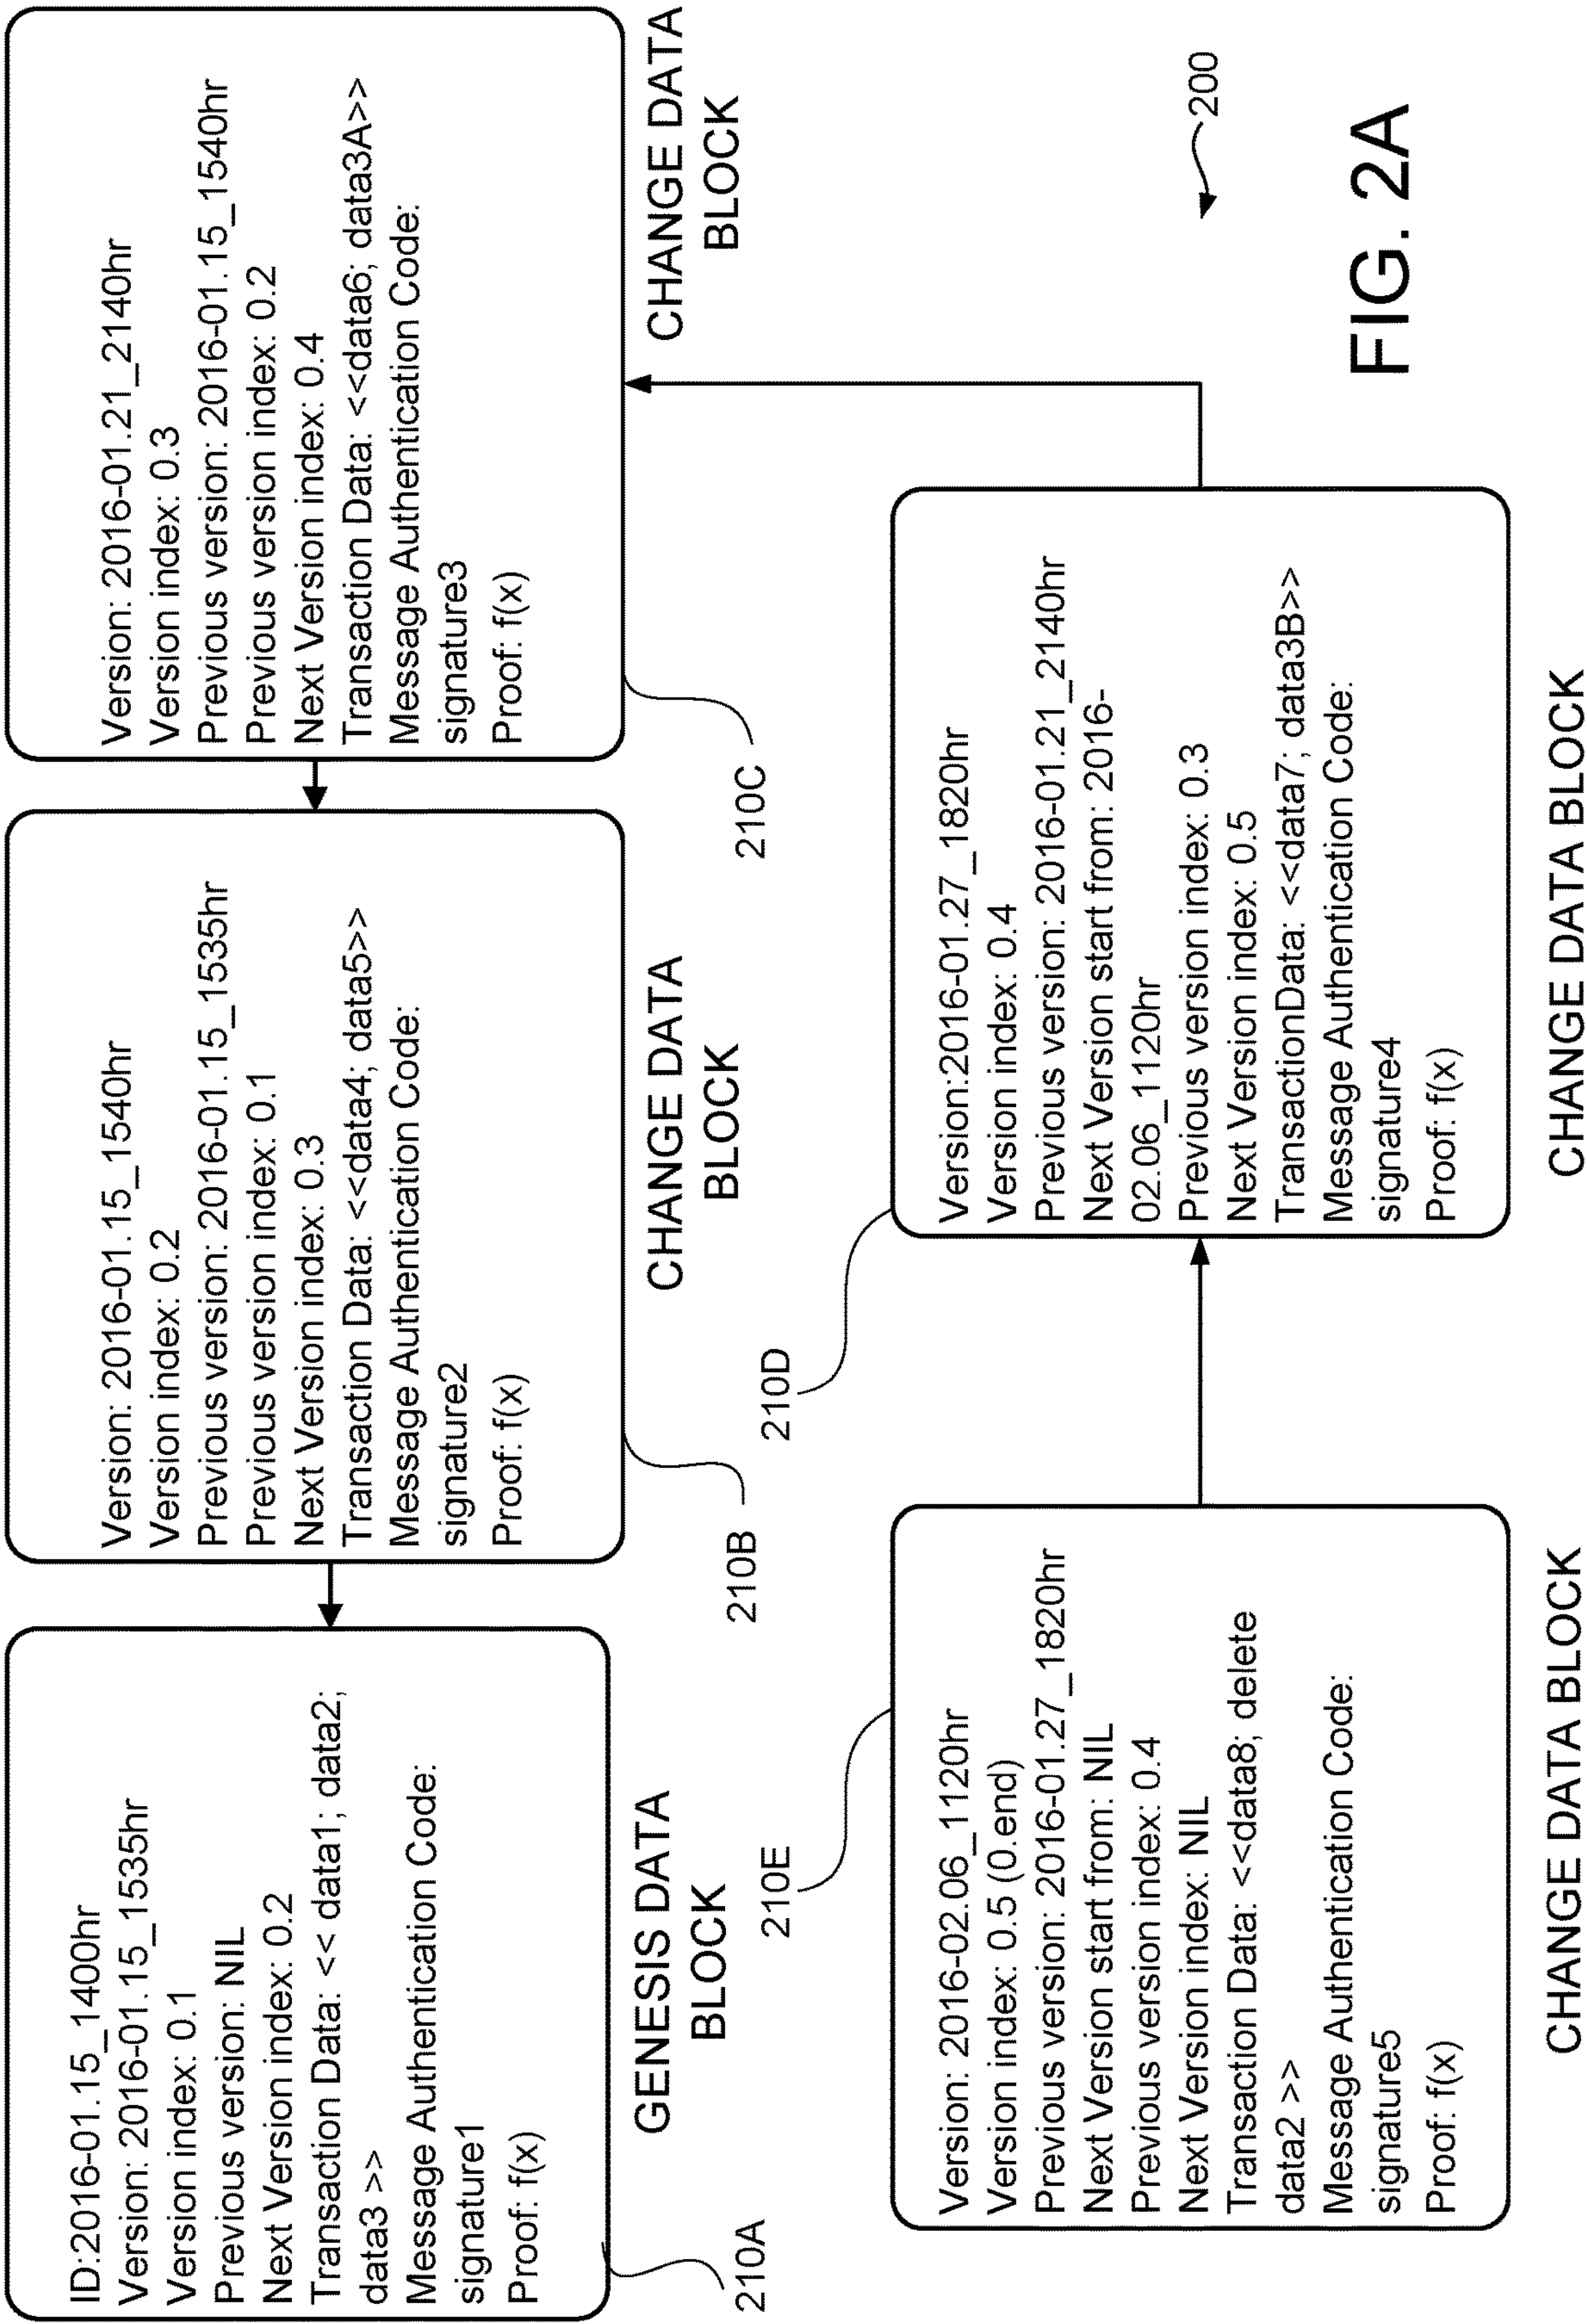 ID:2016-01.15_1400hr
Version: 2016-01.15_1535hr
Version index: 0.1
Previous version: NIL
Next Version index: 0.2
Transaction Data: << data1; data2;
data3 >>
Message Authentication Code:
signature1
Proof: f(x)
210A
GENESIS DATA
BLOCK
Version: 2016-01.15_1540hr
Version index: 0.2
Previous version: 2016-01.15_1535hr
Previous version index: 0.1
Next Version index: 0.3
Transaction Data: <<data4; data5>>
Message Authentication Code:
signature2
Proof: f(x)
210B
CHANGE DATA
BLOCK
Version: 2016-01.21_2140hr
Version index: 0.3
Previous version: 2016-01.15_1540hr
Previous version index: 0.2
Next Version index: 0.4
Transaction Data: <<data6; data3A>>
Message Authentication Code:
signature3
Proof: f(x)
210C
CHANGE DATA
BLOCK
210E
Version: 2016-02.06_1120hr
Version index: 0.5 (0.end)
Previous version: 2016-01.27_1820hr
Next Version start from: NIL
Previous version index: 0.4
Next Version index: NIL
Transaction Data: <<data8; delete
data2 >>
Message Authentication Code:
signature5
Proof: f(x)
CHANGE DATA BLOCK
210D
Version:2016-01.27_1820hr
Version index: 0.4
Previous version: 2016-01.21_2140hr
Next Version start from: 2016-
02.06_1120hr
Previous version index: 0.3
Next Version index: 0.5
TransactionData: <<data7; data3B>>
Message Authentication Code:
signature4
Proof: f(x)
CHANGE DATA BLOCK
200
FIG. 2A